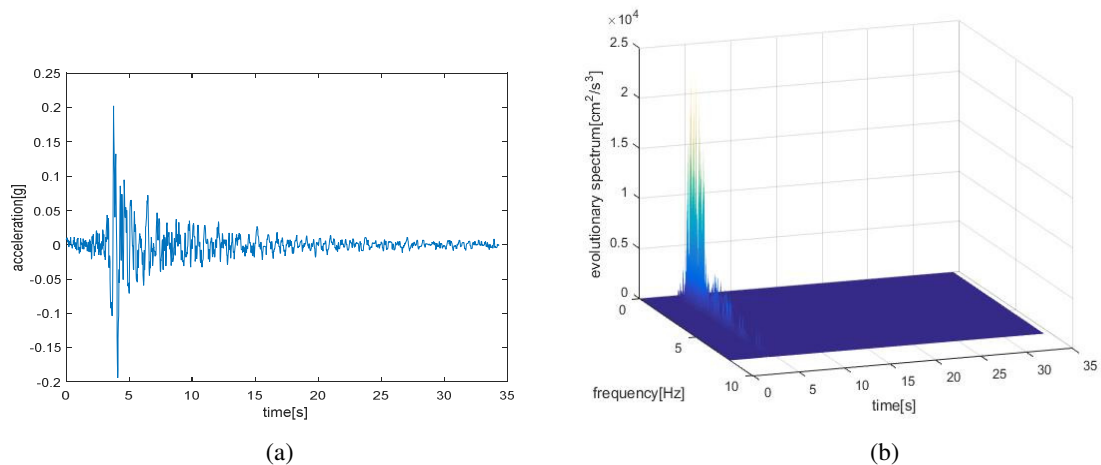 0.25
0.2
0.15
0.1
0.05
0
-0.05
-0.1
-0.15
-0.2
acceleration[g]
0 5 10 15 20 25 30 35
time[s]
(a)
×10⁴
2.5
2
1.5
1
0.5
0
evolutionary spectrum[cm²/s³]
0
5
10
frequency[Hz]
0 5 10 15 20 25 30 35
time[s]
(b)